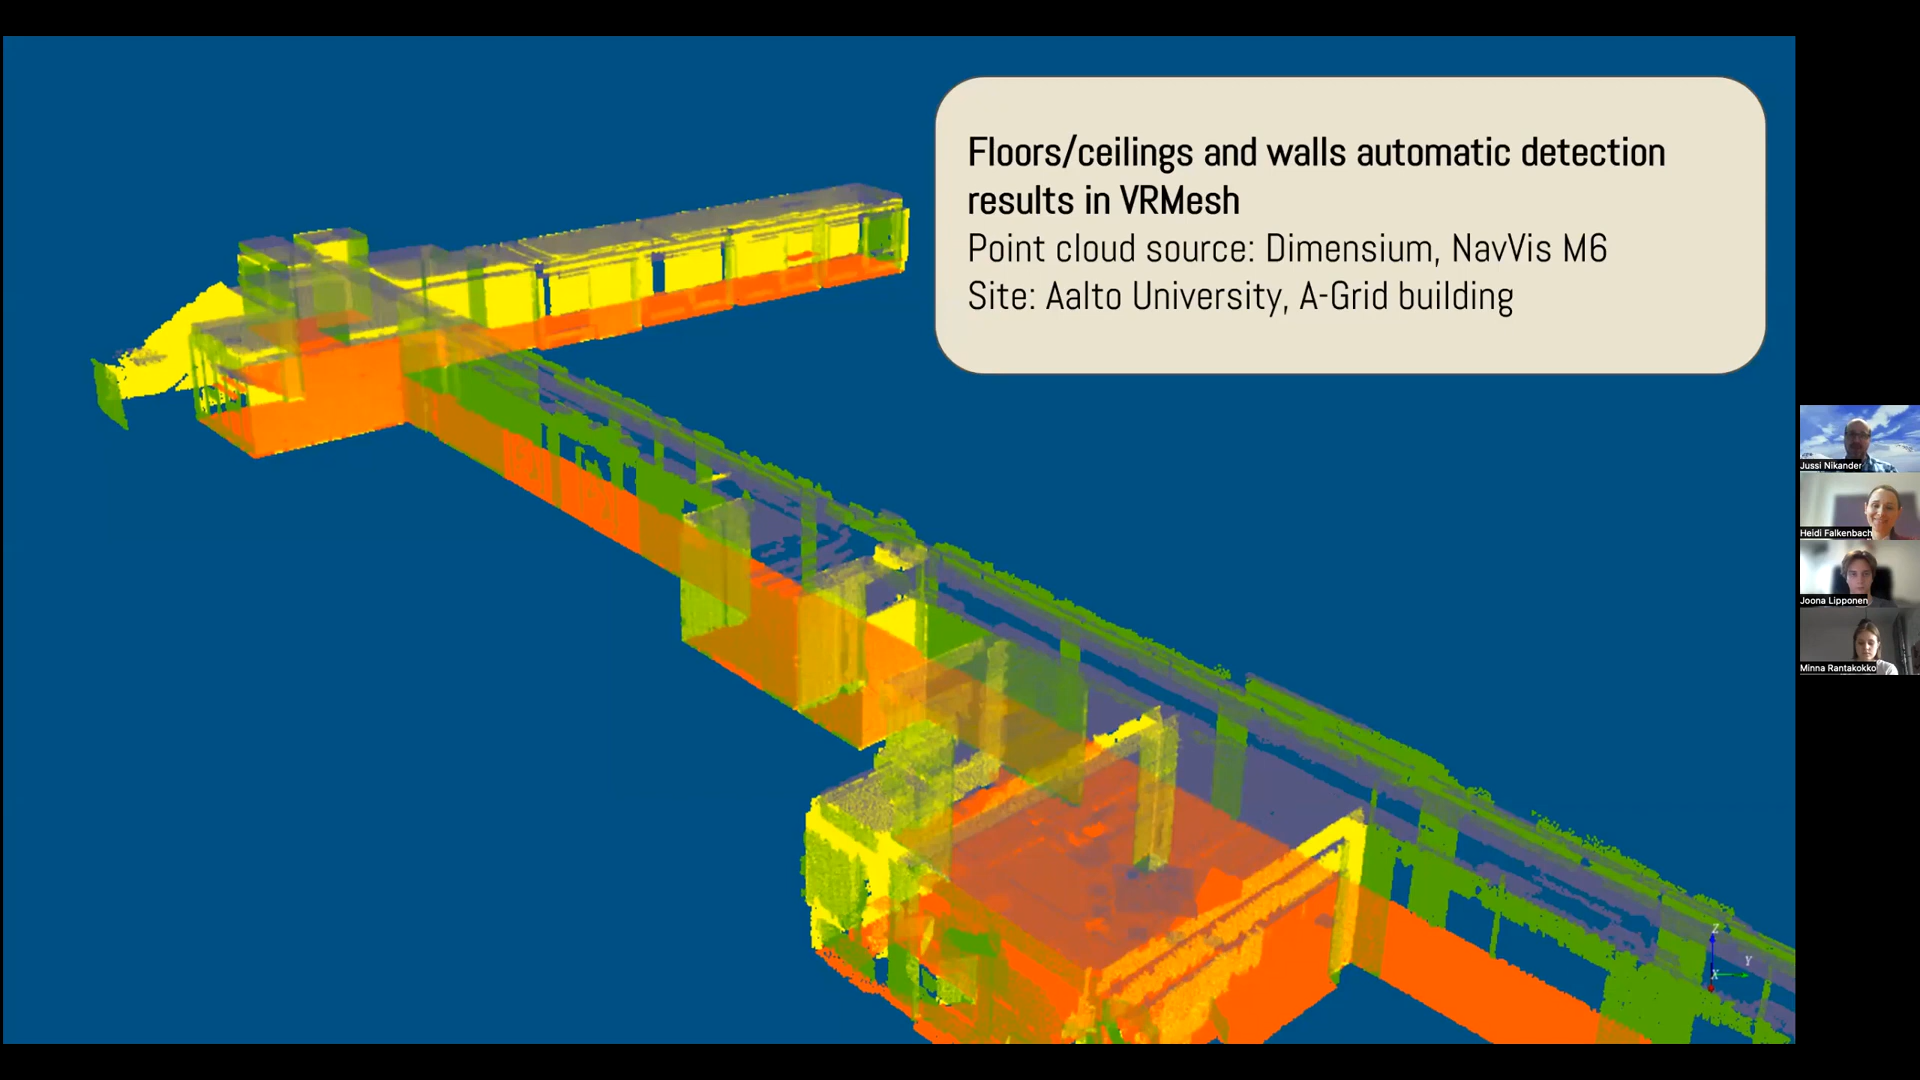 Floors/ceilings and walls automatic detection
results in VRMesh
Point cloud source: Dimensium, NavVis M6
Site: Aalto University, A-Grid building
Jussi Nikander
Heidi Falkenbach
Joona Lipponen
Minna Rantakokko
Z
Y
X